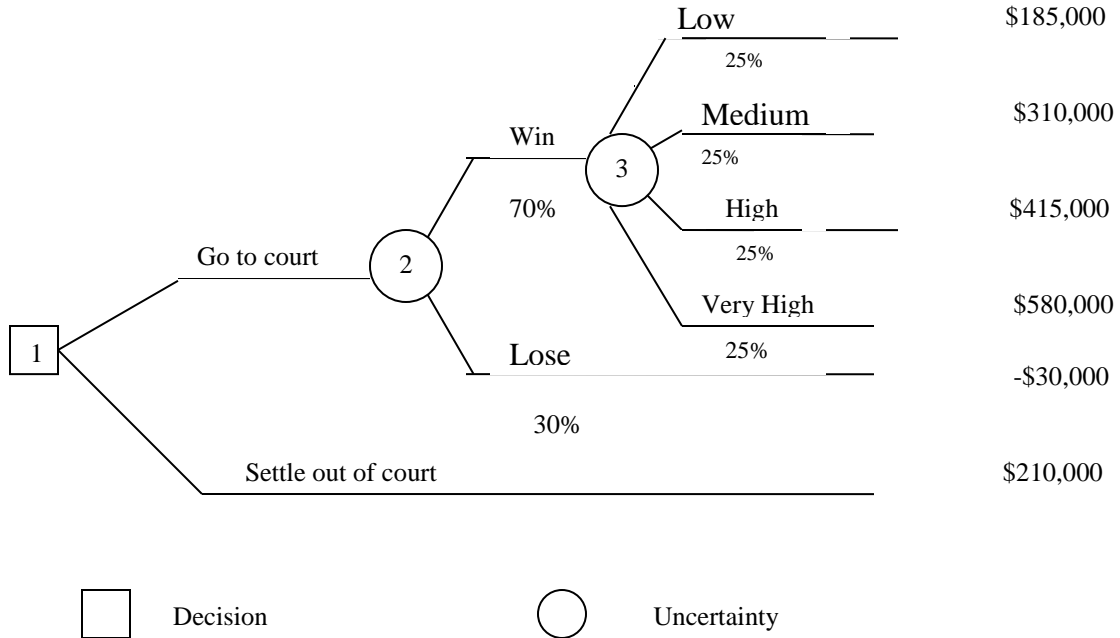 Low
$185,000
25%
Medium
$310,000
25%
Win
3
70%
High
$415,000
25%
Go to court
2
Very High
$580,000
25%
1
Lose
-$30,000
30%
Settle out of court
$210,000
Decision
Uncertainty